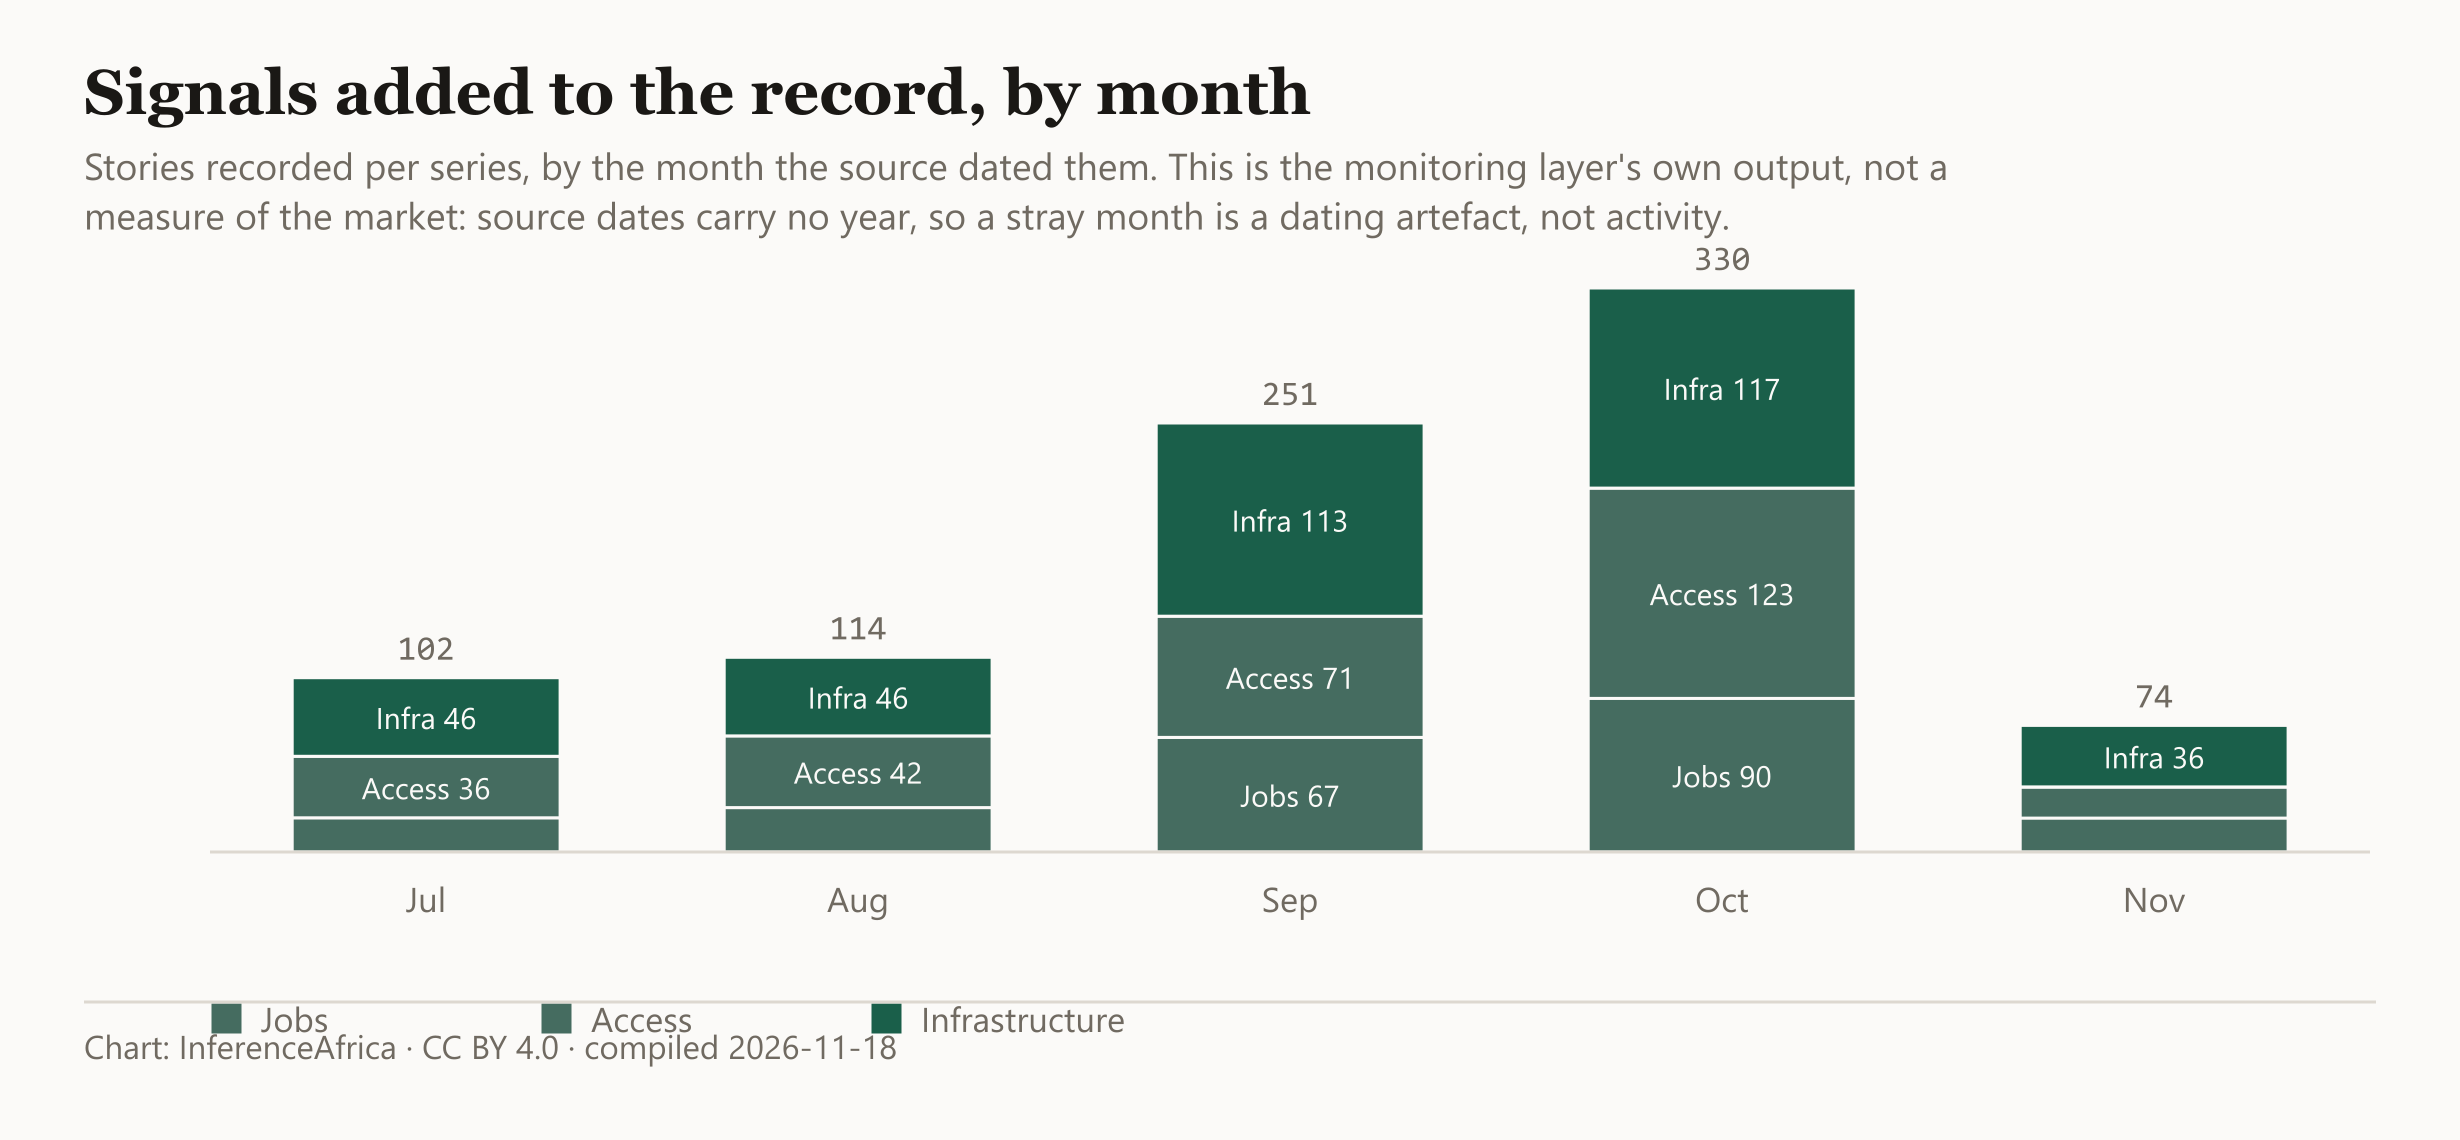 Signals added to the record, by month
Stories recorded per series, by the month the source dated them. This is the monitoring layer's own output, not a
measure of the market: source dates carry no year, so a stray month is a dating artefact, not activity.
330
Infra 117
251
Infra 113
Access 123
102
114
Access 71
74
Infra 46
Infra 46
Infra 36
Access 36
Access 42
Jobs 67
Jobs 90
Jul
Aug
Sep
Oct
Nov
Jobs
Access
Infrastructure
Chart: InferenceAfrica · CC BY 4.0 · compiled 2026-11-18